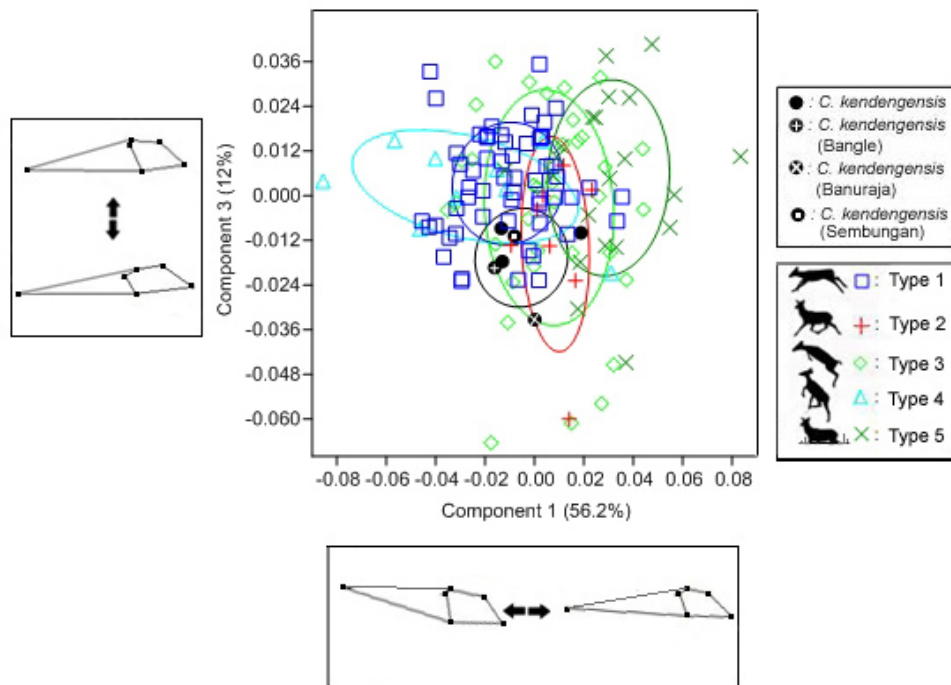 0.036
0.024
0.012
0.000
-0.012
-0.024
-0.036
-0.048
-0.060
Component 3 (12%)
-0.08 -0.06 -0.04 -0.02 0.00 0.02 0.04 0.06 0.08
Component 1 (56.2%)
: C. kendengensis
: C. kendengensis
(Bangle)
: C. kendengensis
(Banuraja)
: C. kendengensis
(Sembungan)
: Type 1
: Type 2
: Type 3
: Type 4
: Type 5